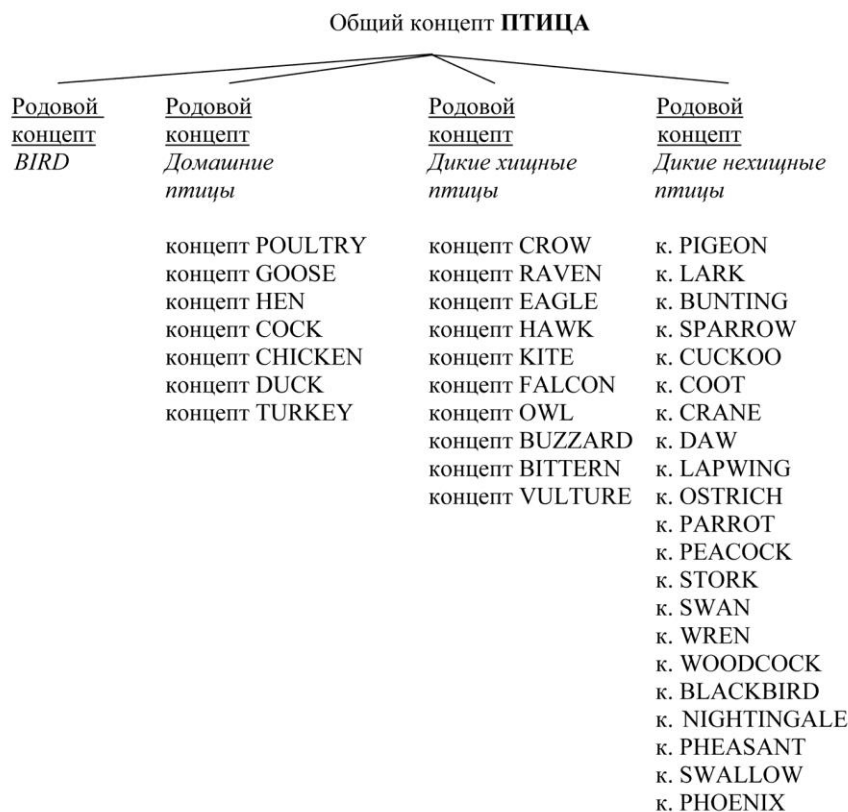 Общий концепт ПТИЦА
Родовой
концепт
BIRD
Родовой
концепт
Домашние
птицы
концепт POULTRY
концепт GOOSE
концепт HEN
концепт COCK
концепт CHICKEN
концепт DUCK
концепт TURKEY
Родовой
концепт
Дикие хищные
птицы
концепт CROW
концепт RAVEN
концепт EAGLE
концепт HAWK
концепт KITE
концепт FALCON
концепт OWL
концепт BUZZARD
концепт BITTERN
концепт VULTURE
Родовой
концепт
Дикие нехищные
птицы
к. PIGEON
к. LARK
к. BUNTING
к. SPARROW
к. CUCKOO
к. COOT
к. CRANE
к. DAW
к. LAPWING
к. OSTRICH
к. PARROT
к. PEACOCK
к. STORK
к. SWAN
к. WREN
к. WOODCOCK
к. BLACKBIRD
к. NIGHTINGALE
к. PHEASANT
к. SWALLOW
к. PHOENIX